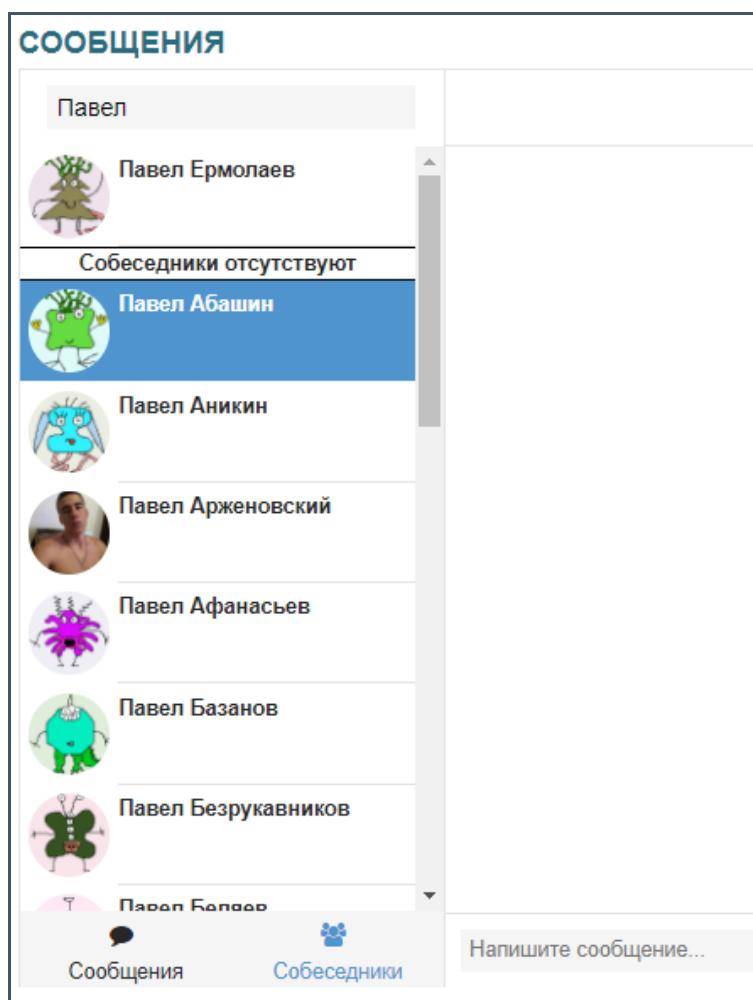 СООБЩЕНИЯ
Павел
Павел Ермолаев
Собеседники отсутствуют
Павел Абашин
Павел Аникин
Павел Арженовский
Павел Афанасьев
Павел Базанов
Павел Безрукавников
Павел Беляев
Сообщения
Собеседники
Напишите сообщение...